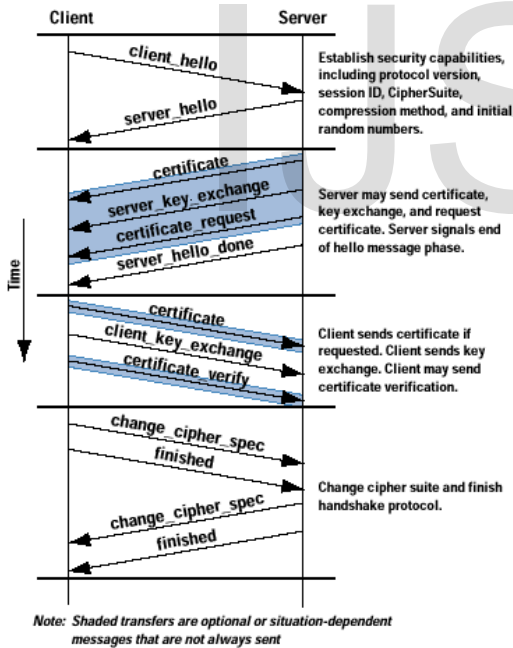 Client Server
client_hello
server_hello
Establish security capabilities,
including protocol version,
session ID, CipherSuite,
compression method, and initial
random numbers.
certificate
server_key_exchange
certificate_request
server_hello_done
Server may send certificate,
key exchange, and request
certificate. Server signals end
of hello message phase.
Time
certificate
client_key_exchange
certificate_verify
Client sends certificate if
requested. Client sends key
exchange. Client may send
certificate verification.
change_cipher_spec
finished
change_cipher_spec
finished
Change cipher suite and finish
handshake protocol.
Note: Shaded transfers are optional or situation-dependent
messages that are not always sent